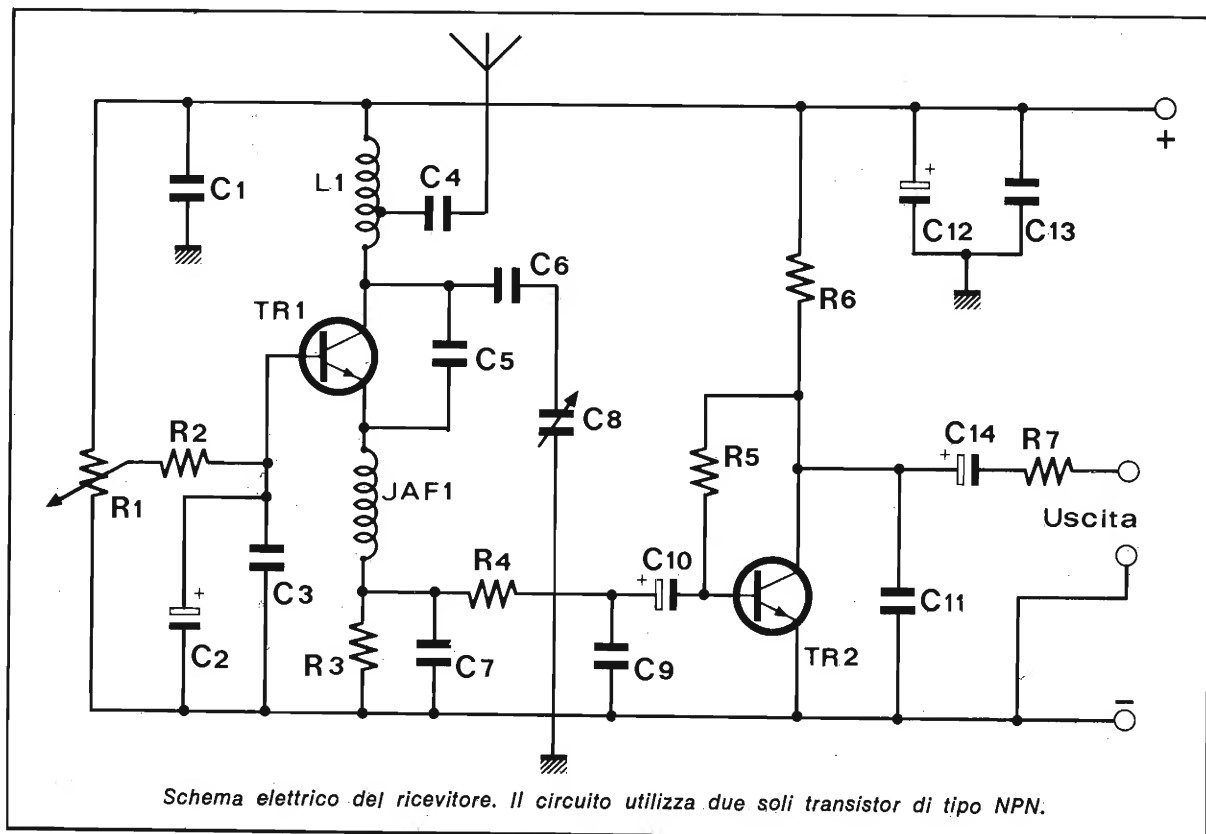 C1
L1
C4
+
C12
C13
C6
TR1
R6
C5
C8
R2
R5
C14
+
R7
R1
JAF1
Uscita
C3
R4
C10
+
C11
+
C2
R3
C7
C9
TR2
+
−
Schema elettrico del ricevitore. Il circuito utilizza due soli transistor di tipo NPN.